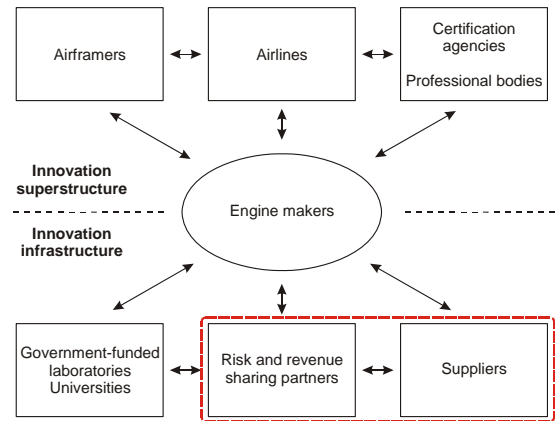 Airframers
Airlines
Certification
agencies
Professional bodies
Innovation
superstructure
Engine makers
Innovation
infrastructure
Government-funded
laboratories
Universities
Risk and revenue
sharing partners
Suppliers